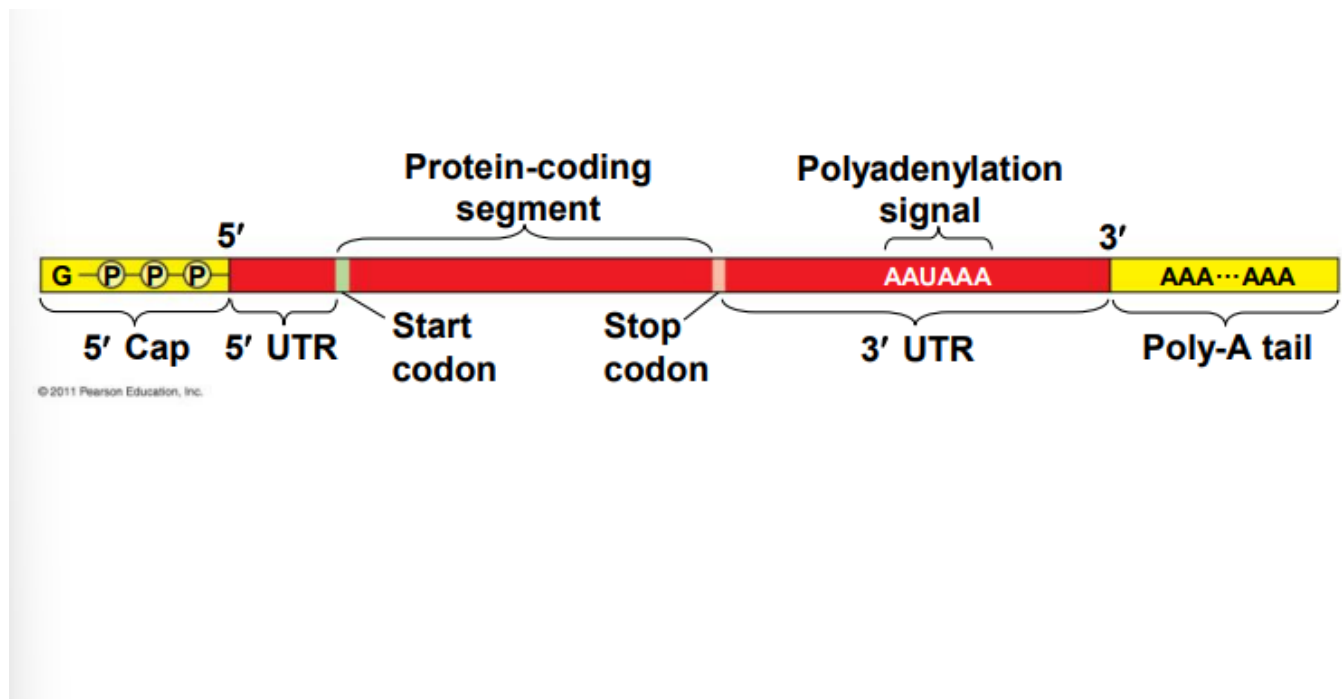 Protein-coding
segment
Polyadenylation
signal
5′
3′
G P P P
AAUAAA
AAA···AAA
5′ Cap
5′ UTR
Start
codon
Stop
codon
3′ UTR
Poly-A tail
© 2011 Pearson Education, Inc.